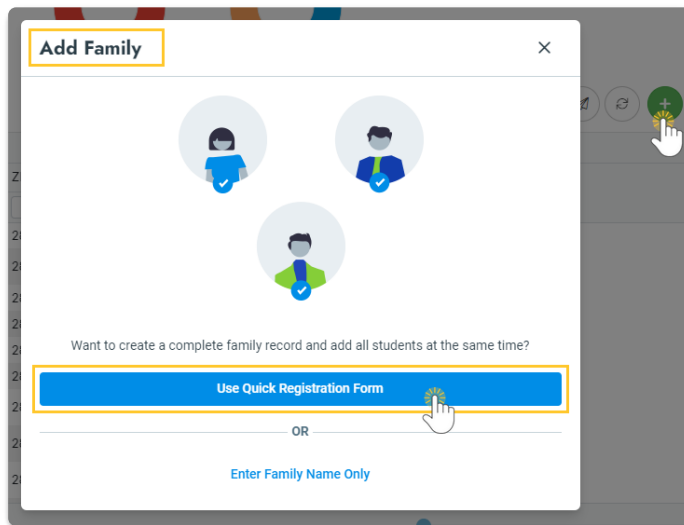 Add Family
Want to create a complete family record and add all students at the same time?
Use Quick Registration Form
OR
Enter Family Name Only